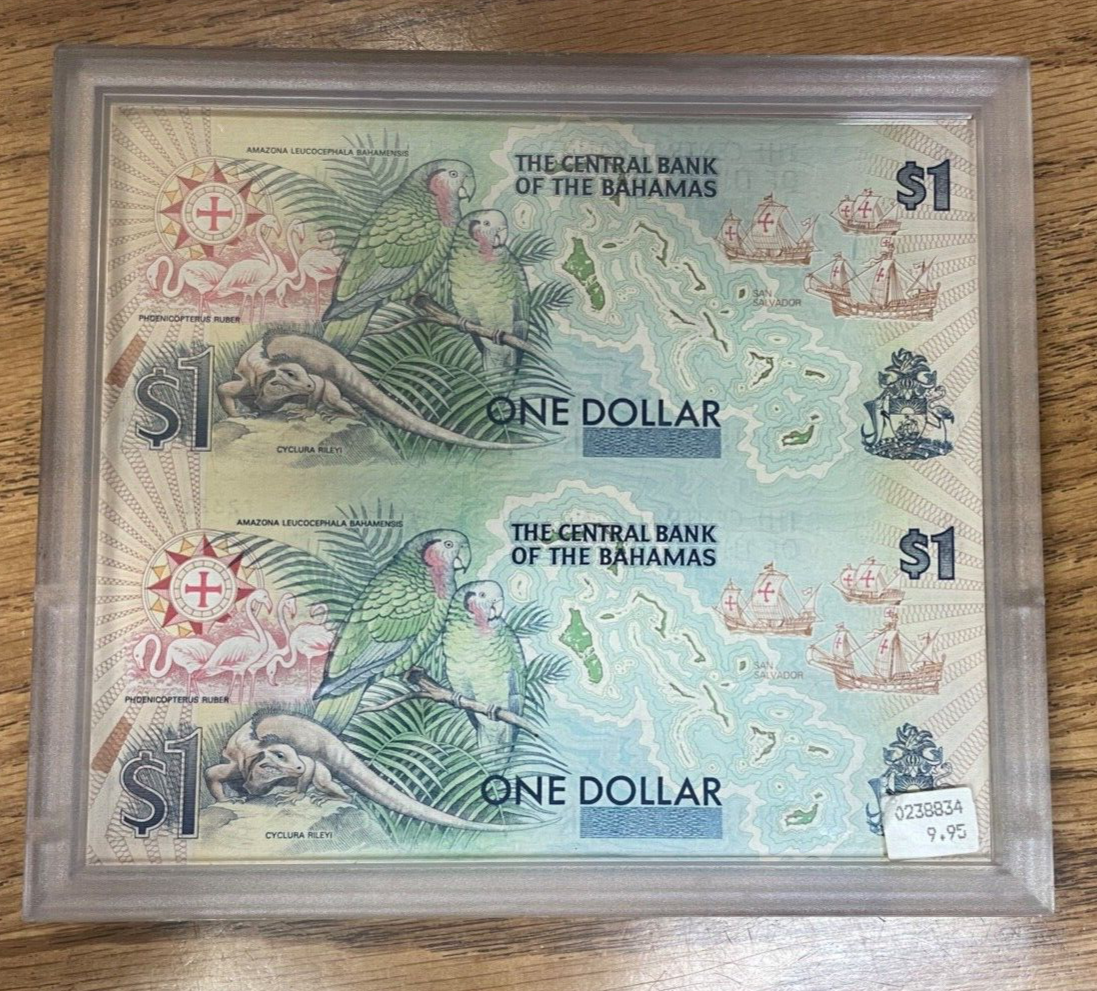 AMAZONA LEUCOCEPHALA BAHAMENSIS
THE CENTRAL BANK
OF THE BAHAMAS
$1
SAN
SALVADOR
PHOENICOPTERUS RUBER
$1
ONE DOLLAR
CYCLURA RILEYI
AMAZONA LEUCOCEPHALA BAHAMENSIS
THE CENTRAL BANK
OF THE BAHAMAS
$1
SAN
SALVADOR
PHOENICOPTERUS RUBER
$1
ONE DOLLAR
CYCLURA RILEYI
0238834
9.95